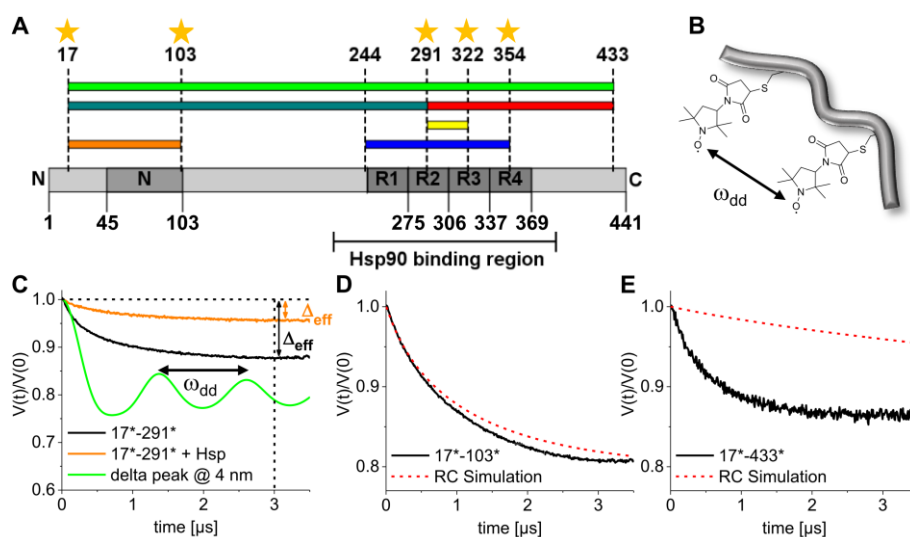 A
17 103 244 291 322 354 433
N N R1 R2 R3 R4 C
1 45 103 275 306 337 369 441
Hsp90 binding region
B
O
N
O
S
N
O•
O
N
O
S
N
O•
ωdd
C
1.0
0.9
0.8
0.7
0.6
V(t)/V(0)
Δeff
Δeff
ωdd
17*-291*
17*-291* + Hsp
delta peak @ 4 nm
0 1 2 3
time [µs]
D
1.0
0.9
0.8
V(t)/V(0)
17*-103*
RC Simulation
0 1 2 3
time [µs]
E
1.0
0.9
0.8
V(t)/V(0)
17*-433*
RC Simulation
0 1 2 3
time [µs]